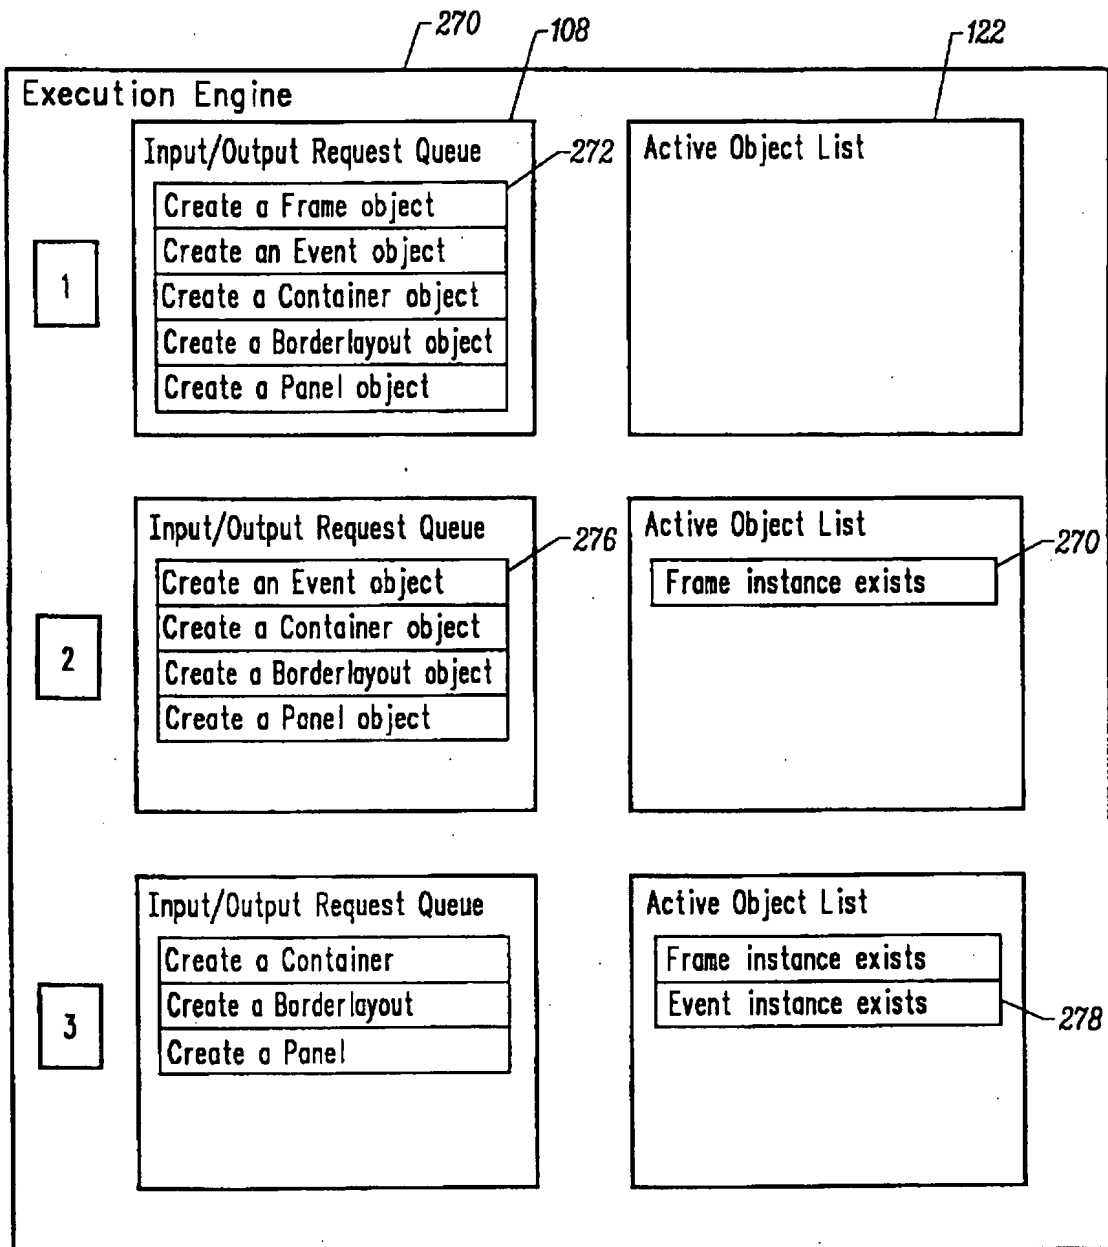 270
108
122
Execution Engine
Input/Output Request Queue
272
Active Object List
Create a Frame object
Create an Event object
1
Create a Container object
Create a Borderlayout object
Create a Panel object
Input/Output Request Queue
276
Active Object List
270
Create an Event object
Frame instance exists
Create a Container object
2
Create a Borderlayout object
Create a Panel object
Input/Output Request Queue
Active Object List
Create a Container
Frame instance exists
Create a Borderlayout
Event instance exists
3
278
Create a Panel